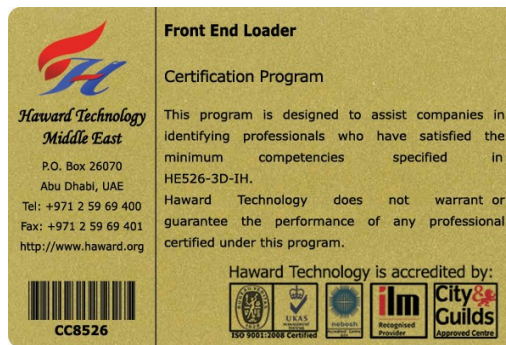 Haward Technology
Middle East
P.O. Box 26070
Abu Dhabi, UAE
Tel: +971 2 59 69 400
Fax: +971 2 59 69 401
http://www.haward.org
CC8526
Front End Loader
Certification Program
This program is designed to assist companies in
identifying professionals who have satisfied the
minimum competencies specified in
HE526-3D-IH.
Haward Technology does not warrant or
guarantee the performance of any professional
certified under this program.
Haward Technology is accredited by:
BUREAU VERITAS
UKAS
MANAGEMENT
SYSTEMS
ISO 9001:2008 Certified
nebosh
ilm
Recognised
Provider
City &
Guilds
Approved Centre